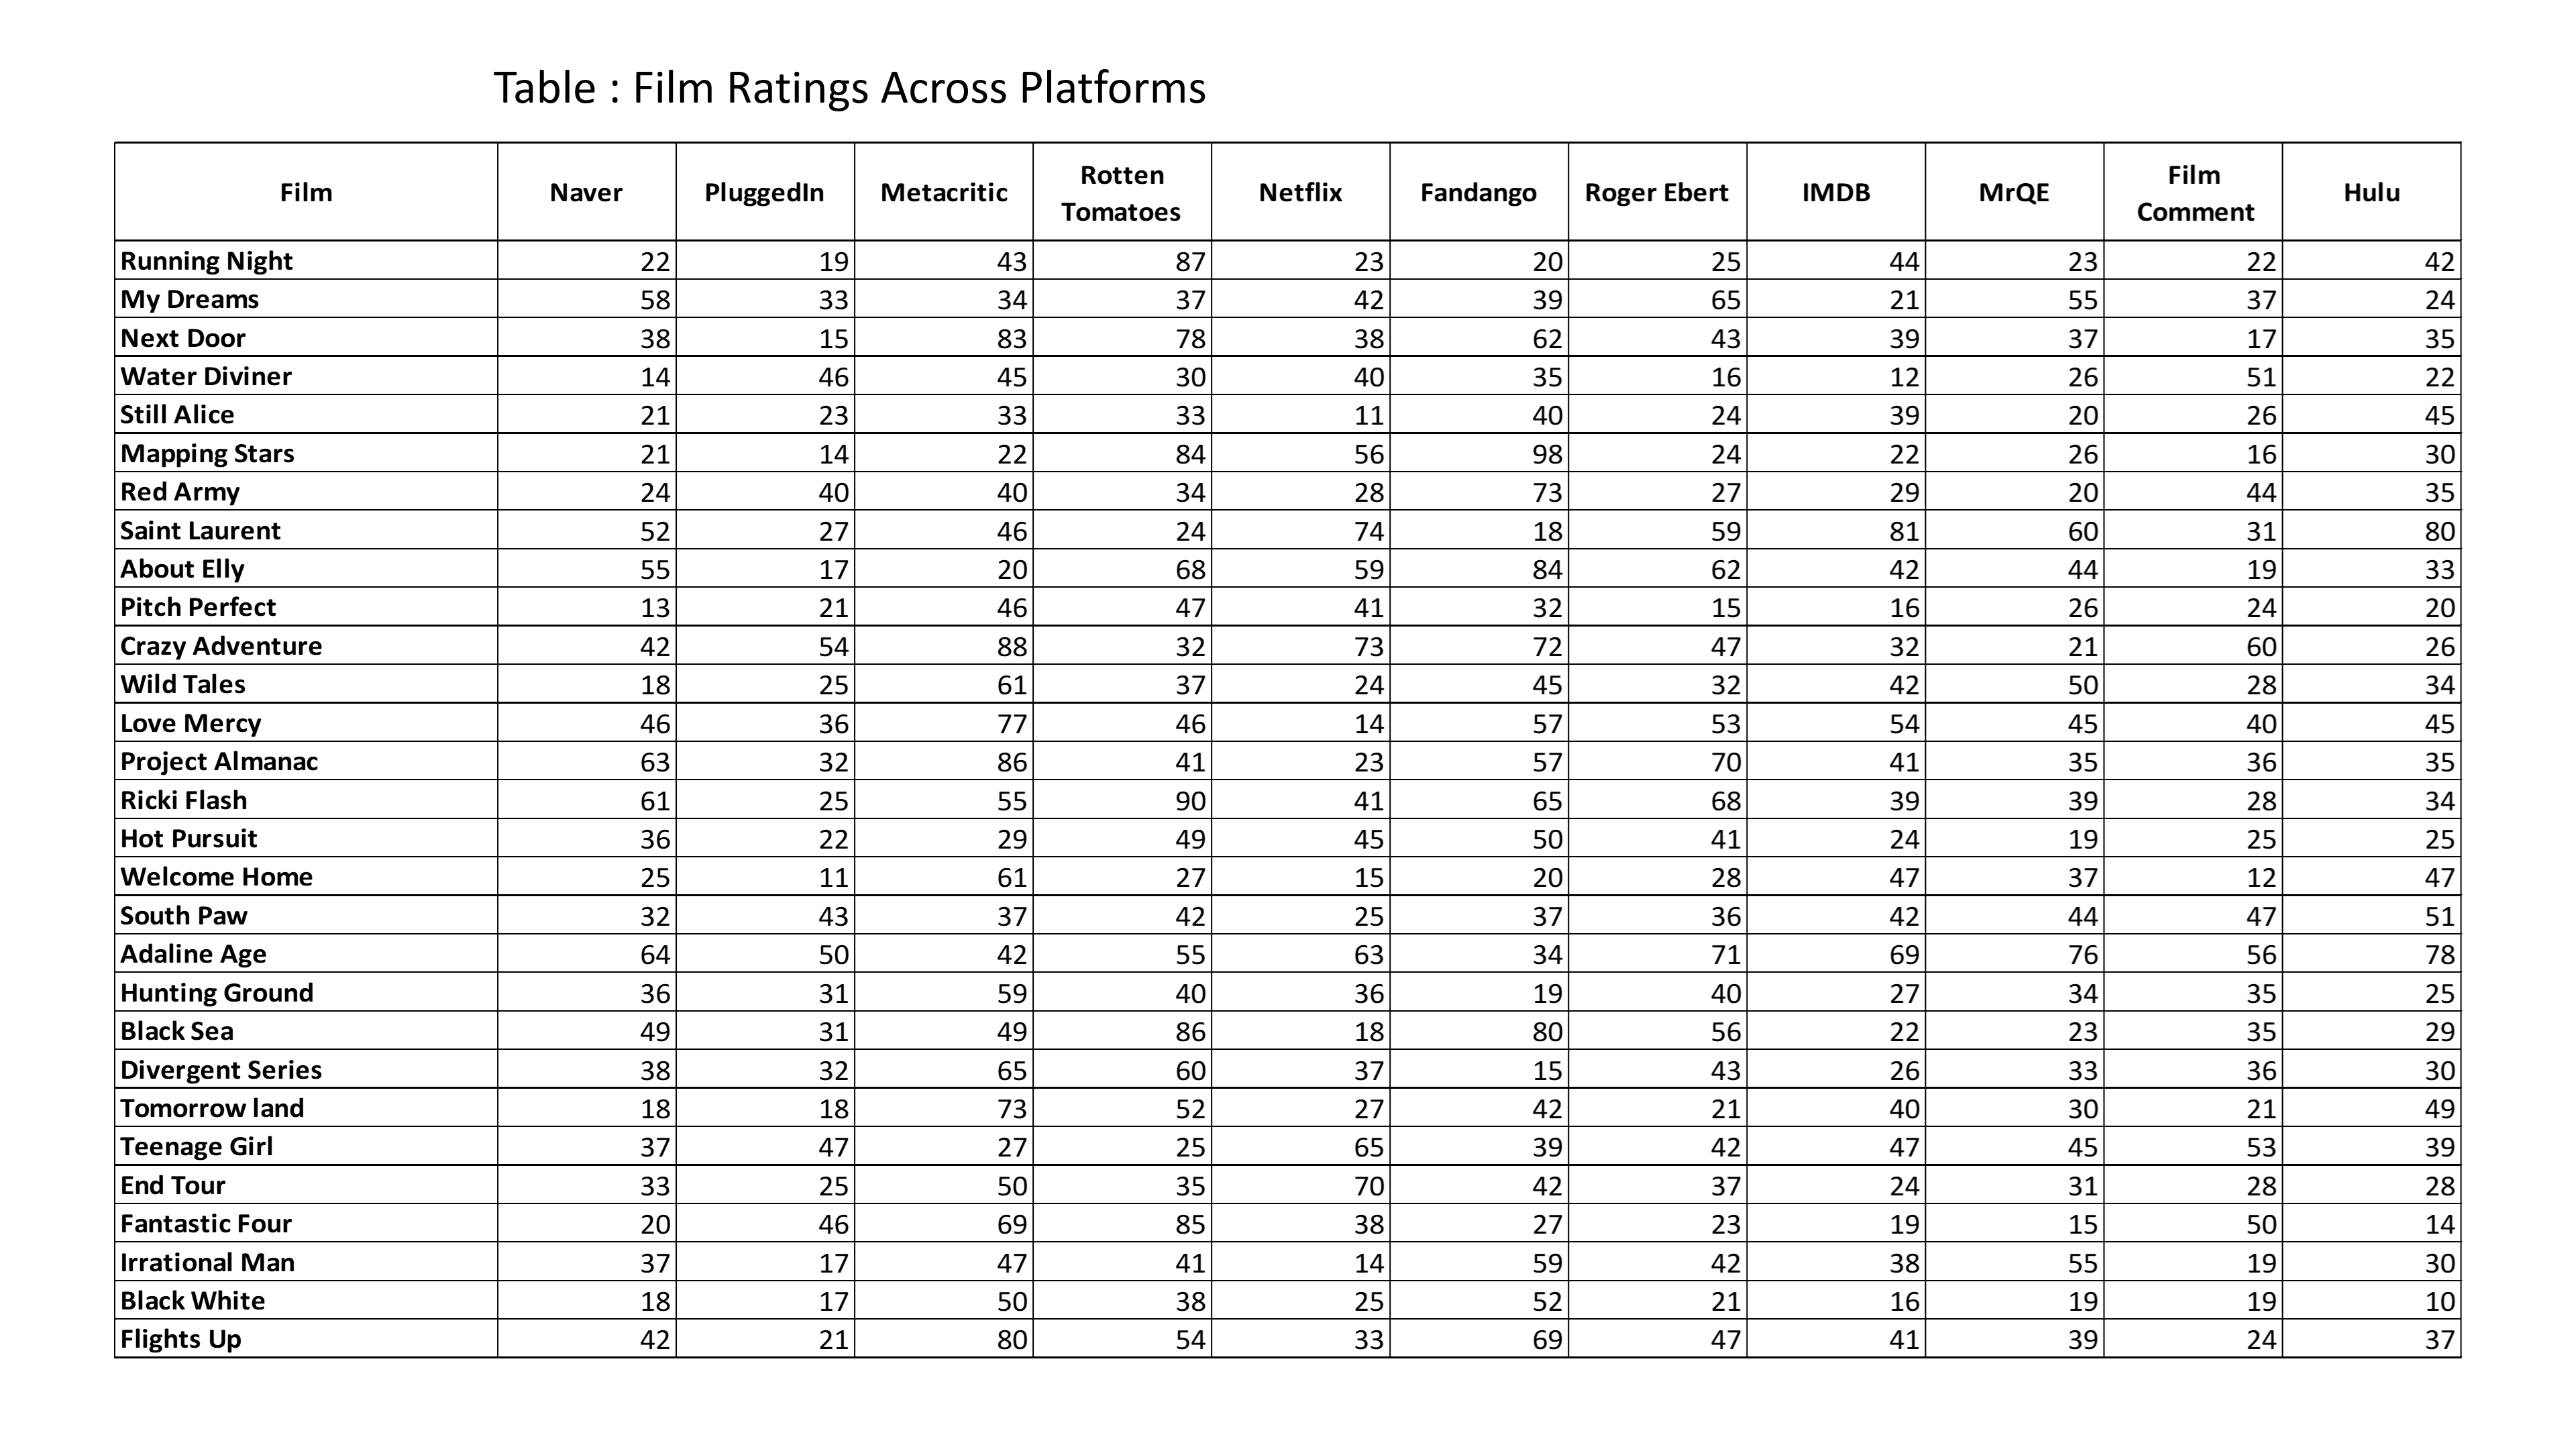 Table : Film Ratings Across Platforms
Film Naver PluggedIn Metacritic Rotten Tomatoes Netflix Fandango Roger Ebert IMDB MrQE Film Comment Hulu
Running Night 22 19 43 87 23 20 25 44 23 22 42
My Dreams 58 33 34 37 42 39 65 21 55 37 24
Next Door 38 15 83 78 38 62 43 39 37 17 35
Water Diviner 14 46 45 30 40 35 16 12 26 51 22
Still Alice 21 23 33 33 11 40 24 39 20 26 45
Mapping Stars 21 14 22 84 56 98 24 22 26 16 30
Red Army 24 40 40 34 28 73 27 29 20 44 35
Saint Laurent 52 27 46 24 74 18 59 81 60 31 80
About Elly 55 17 20 68 59 84 62 42 44 19 33
Pitch Perfect 13 21 46 47 41 32 15 16 26 24 20
Crazy Adventure 42 54 88 32 73 72 47 32 21 60 26
Wild Tales 18 25 61 37 24 45 32 42 50 28 34
Love Mercy 46 36 77 46 14 57 53 54 45 40 45
Project Almanac 63 32 86 41 23 57 70 41 35 36 35
Ricki Flash 61 25 55 90 41 65 68 39 39 28 34
Hot Pursuit 36 22 29 49 45 50 41 24 19 25 25
Welcome Home 25 11 61 27 15 20 28 47 37 12 47
South Paw 32 43 37 42 25 37 36 42 44 47 51
Adaline Age 64 50 42 55 63 34 71 69 76 56 78
Hunting Ground 36 31 59 40 36 19 40 27 34 35 25
Black Sea 49 31 49 86 18 80 56 22 23 35 29
Divergent Series 38 32 65 60 37 15 43 26 33 36 30
Tomorrow land 18 18 73 52 27 42 21 40 30 21 49
Teenage Girl 37 47 27 25 65 39 42 47 45 53 39
End Tour 33 25 50 35 70 42 37 24 31 28 28
Fantastic Four 20 46 69 85 38 27 23 19 15 50 14
Irrational Man 37 17 47 41 14 59 42 38 55 19 30
Black White 18 17 50 38 25 52 21 16 19 19 10
Flights Up 42 21 80 54 33 69 47 41 39 24 37